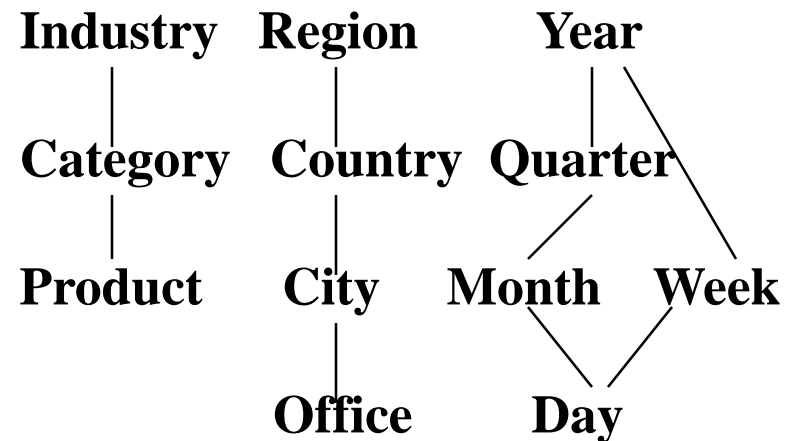 Industry Region Year
Category Country Quarter
Product City Month Week
Office Day